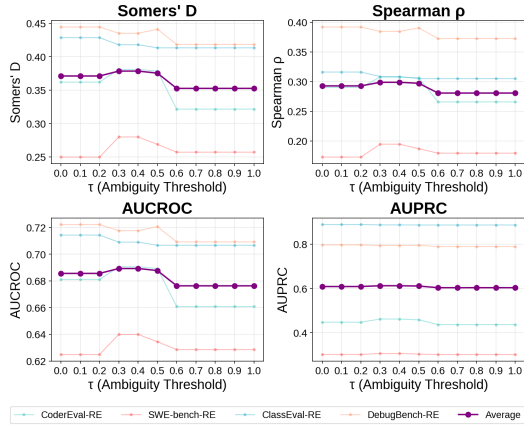 Somers' D
Somers' D
0.45
0.40
0.35
0.30
0.25
0.0 0.1 0.2 0.3 0.4 0.5 0.6 0.7 0.8 0.9 1.0
τ (Ambiguity Threshold)
Spearman ρ
Spearman ρ
0.40
0.35
0.30
0.25
0.20
0.0 0.1 0.2 0.3 0.4 0.5 0.6 0.7 0.8 0.9 1.0
τ (Ambiguity Threshold)
AUCROC
AUCROC
0.72
0.70
0.68
0.66
0.64
0.62
0.0 0.1 0.2 0.3 0.4 0.5 0.6 0.7 0.8 0.9 1.0
τ (Ambiguity Threshold)
AUPRC
AUPRC
0.8
0.6
0.4
0.0 0.1 0.2 0.3 0.4 0.5 0.6 0.7 0.8 0.9 1.0
τ (Ambiguity Threshold)
CoderEval-RE SWE-bench-RE ClassEval-RE DebugBench-RE Average